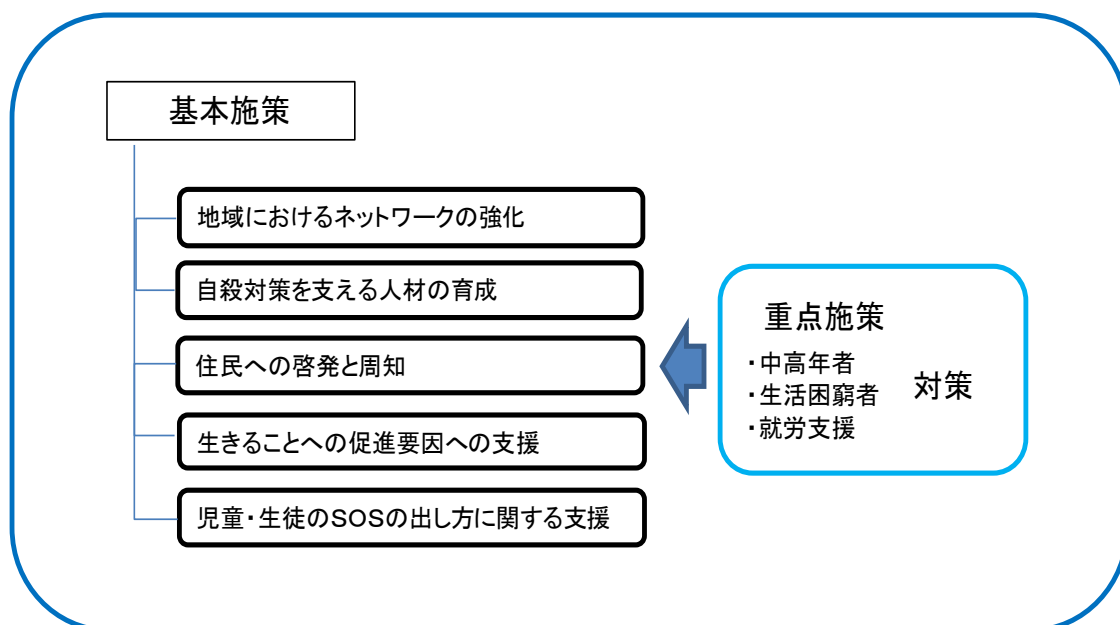 基本施策
地域におけるネットワークの強化
自殺対策を支える人材の育成
住民への啓発と周知
生きることへの促進要因への支援
児童・生徒のSOSの出し方に関する支援
重点施策
・中高年者
・生活困窮者
・就労支援
対策